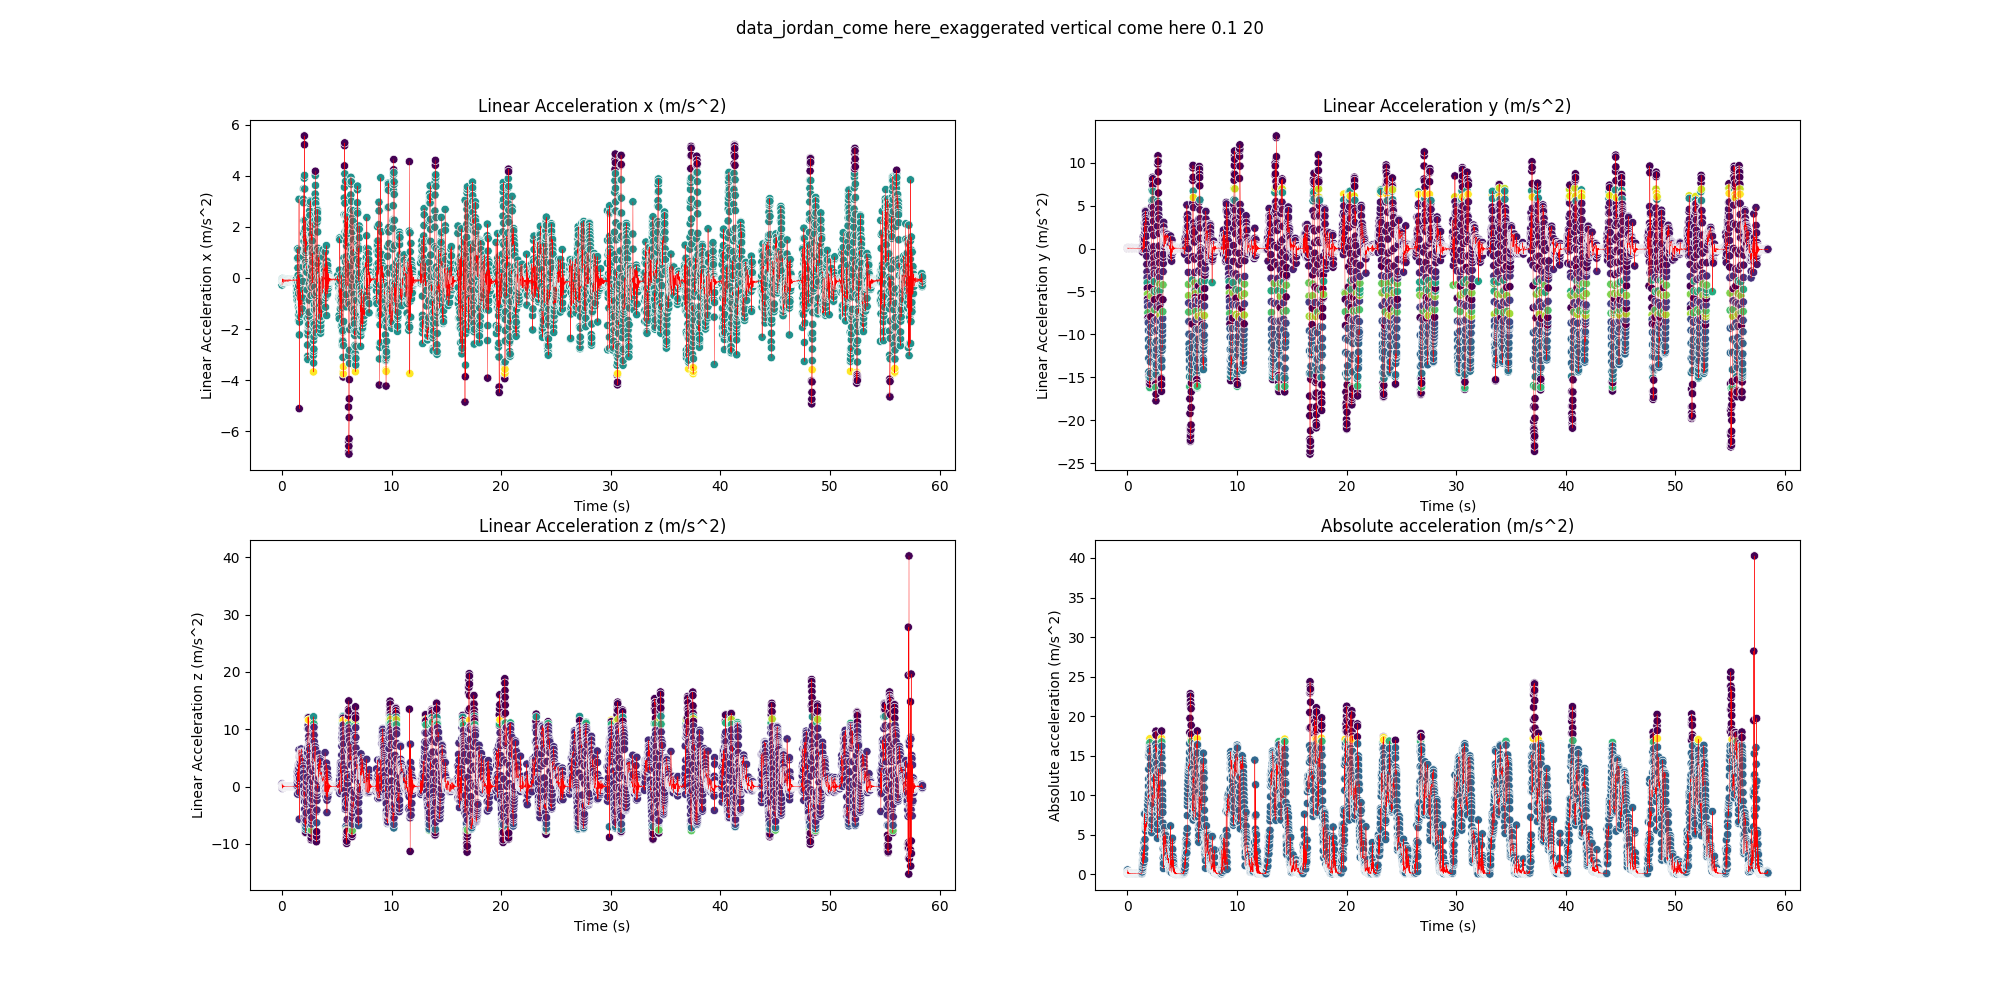 data_jordan_come here_exaggerated vertical come here 0.1 20
Linear Acceleration x (m/s^2)
Linear Acceleration x (m/s^2)
6
4
2
0
−2
−4
−6
0 10 20 30 40 50 60
Time (s)
Linear Acceleration y (m/s^2)
Linear Acceleration y (m/s^2)
10
5
0
−5
−10
−15
−20
−25
0 10 20 30 40 50 60
Time (s)
Linear Acceleration z (m/s^2)
Linear Acceleration z (m/s^2)
40
30
20
10
0
−10
0 10 20 30 40 50 60
Time (s)
Absolute acceleration (m/s^2)
Absolute acceleration (m/s^2)
40
35
30
25
20
15
10
5
0
0 10 20 30 40 50 60
Time (s)